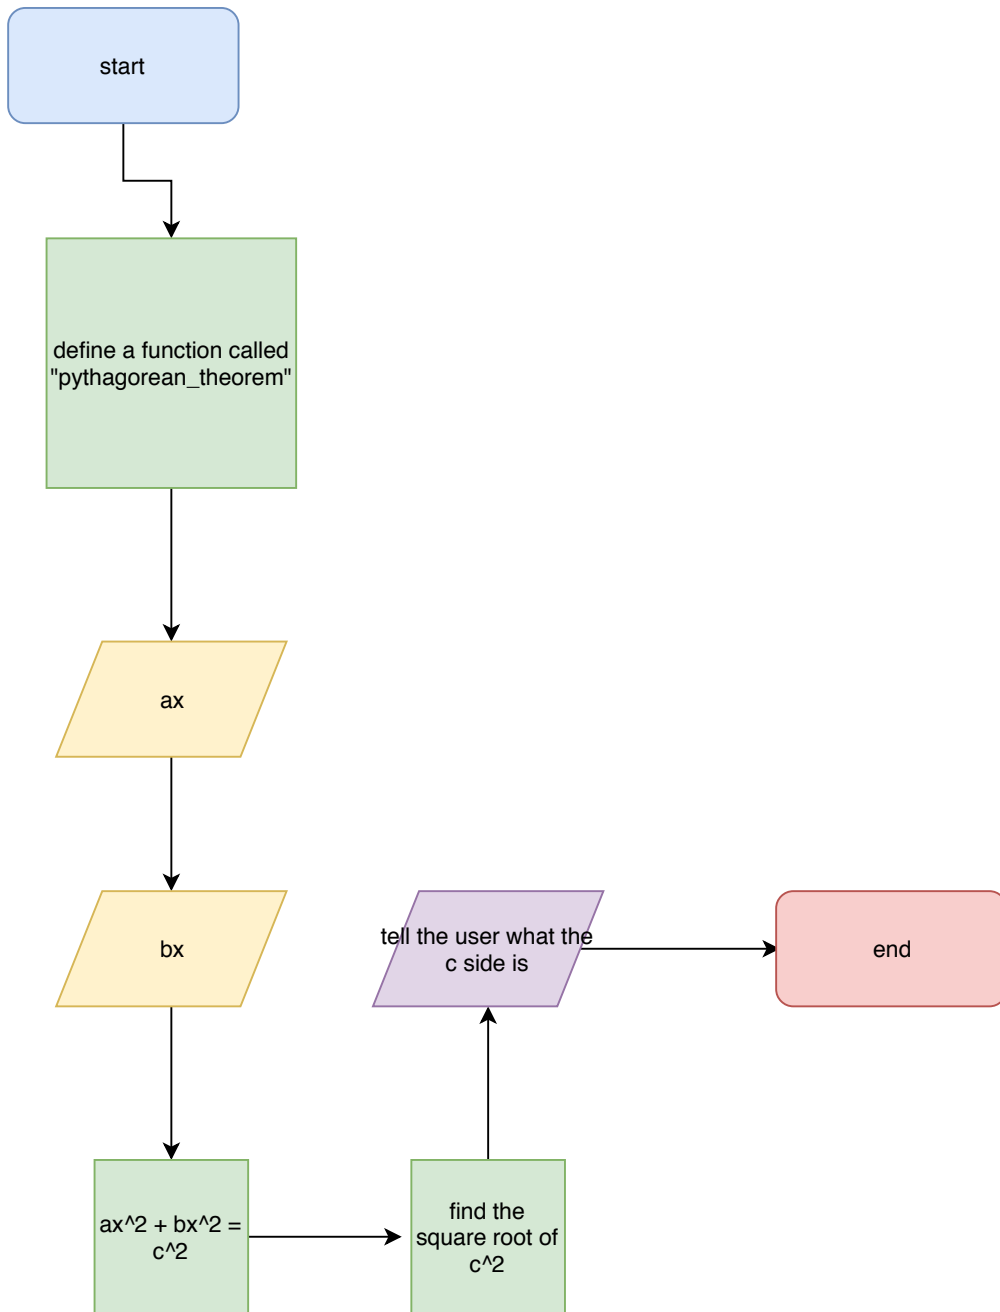 start
define a function called
"pythagorean_theorem"
ax
bx
ax^2 + bx^2 =
c^2
find the
square root of
c^2
tell the user what the
c side is
end